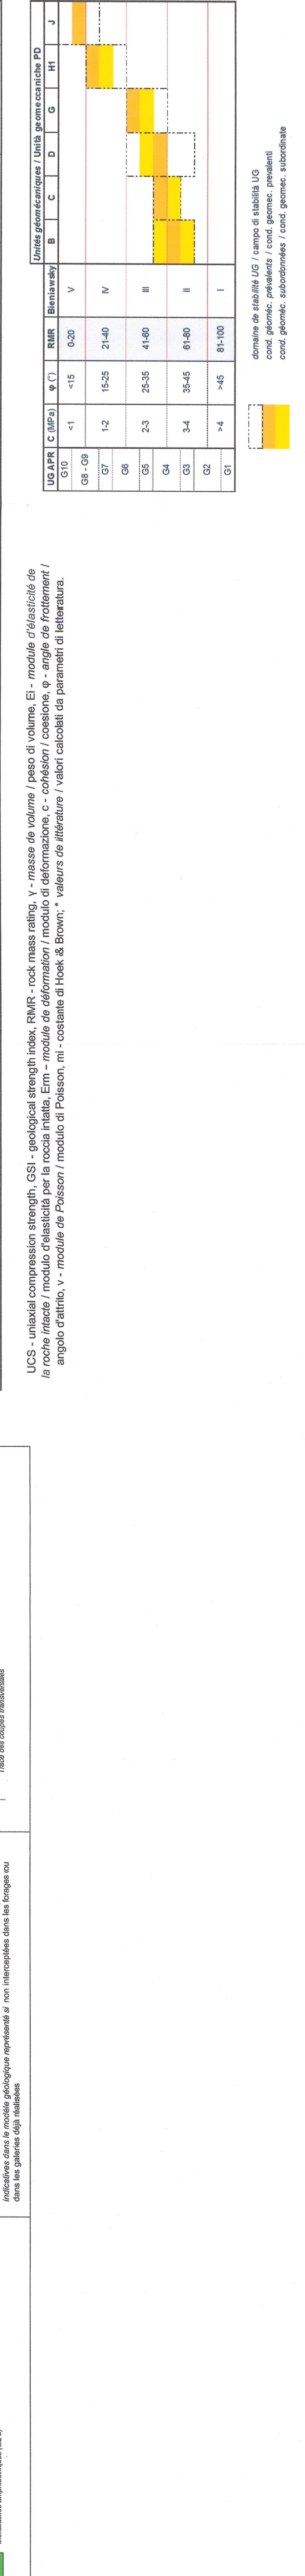 indicatives dans le modèle géologique représenté si non interceptées dans les forages ou
dans les galeries déjà réalisées
Trace des coupes transversales
UCS - uniaxial compression strength, GSI - geological strength index, RMR - rock mass rating, γ - masse de volume / peso di volume, Ei - module d'élasticité de
la roche intacte / modulo d'elasticità per la roccia intatta, Erm – module de déformation / modulo di deformazione, c - cohésion / coesione, φ - angle de frottement /
angolo d'attrito, ν - module de Poisson / modulo di Poisson, mi - costante di Hoek & Brown; * valeurs de littérature / valori calcolati da parametri di letteratura.
Unités géomécaniques / Unità geomeccaniche PD
UG APR C (MPa) φ (°) RMR Bieniawsky B C D G H1 J
G10 <1 <15 0-20 V
G8 - G9
G7 1-2 15-25 21-40 IV
G6
G5 2-3 25-35 41-60 III
G4
G3 3-4 35-45 61-80 II
G2
G1 >4 >45 81-100 I
domaine de stabilité UG / campo di stabilità UG
cond. géoméc. prévalents / cond. geomec. prevalenti
cond. géoméc. subordonnées / cond. geomec. subordinate